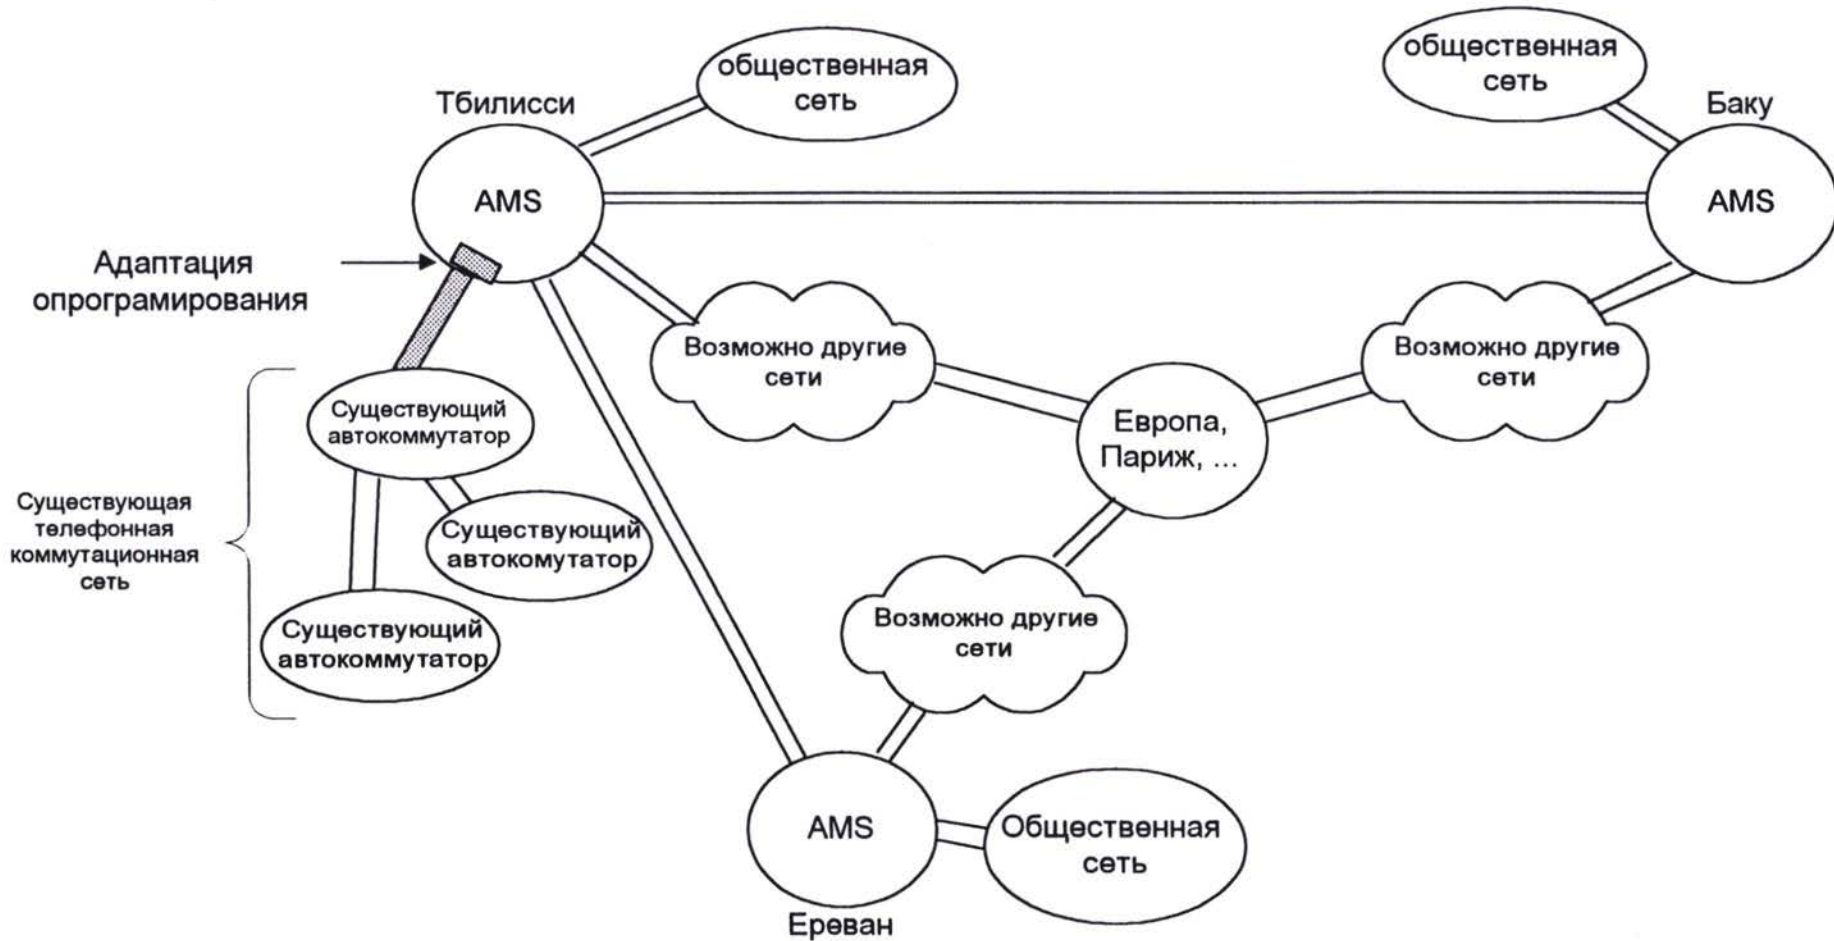 общественная
сеть
общественная
сеть
Тбилисси
Баку
AMS
AMS
Адаптация
опрограмирования
Возможно другие
сети
Возможно другие
сети
Европа,
Париж, ...
Существующий
автокоммутатор
Существующая
телефонная
коммутационная
сеть
Существующий
автокомутатор
Существующий
автокоммутатор
Возможно другие
сети
AMS
Общественная
сеть
Ереван